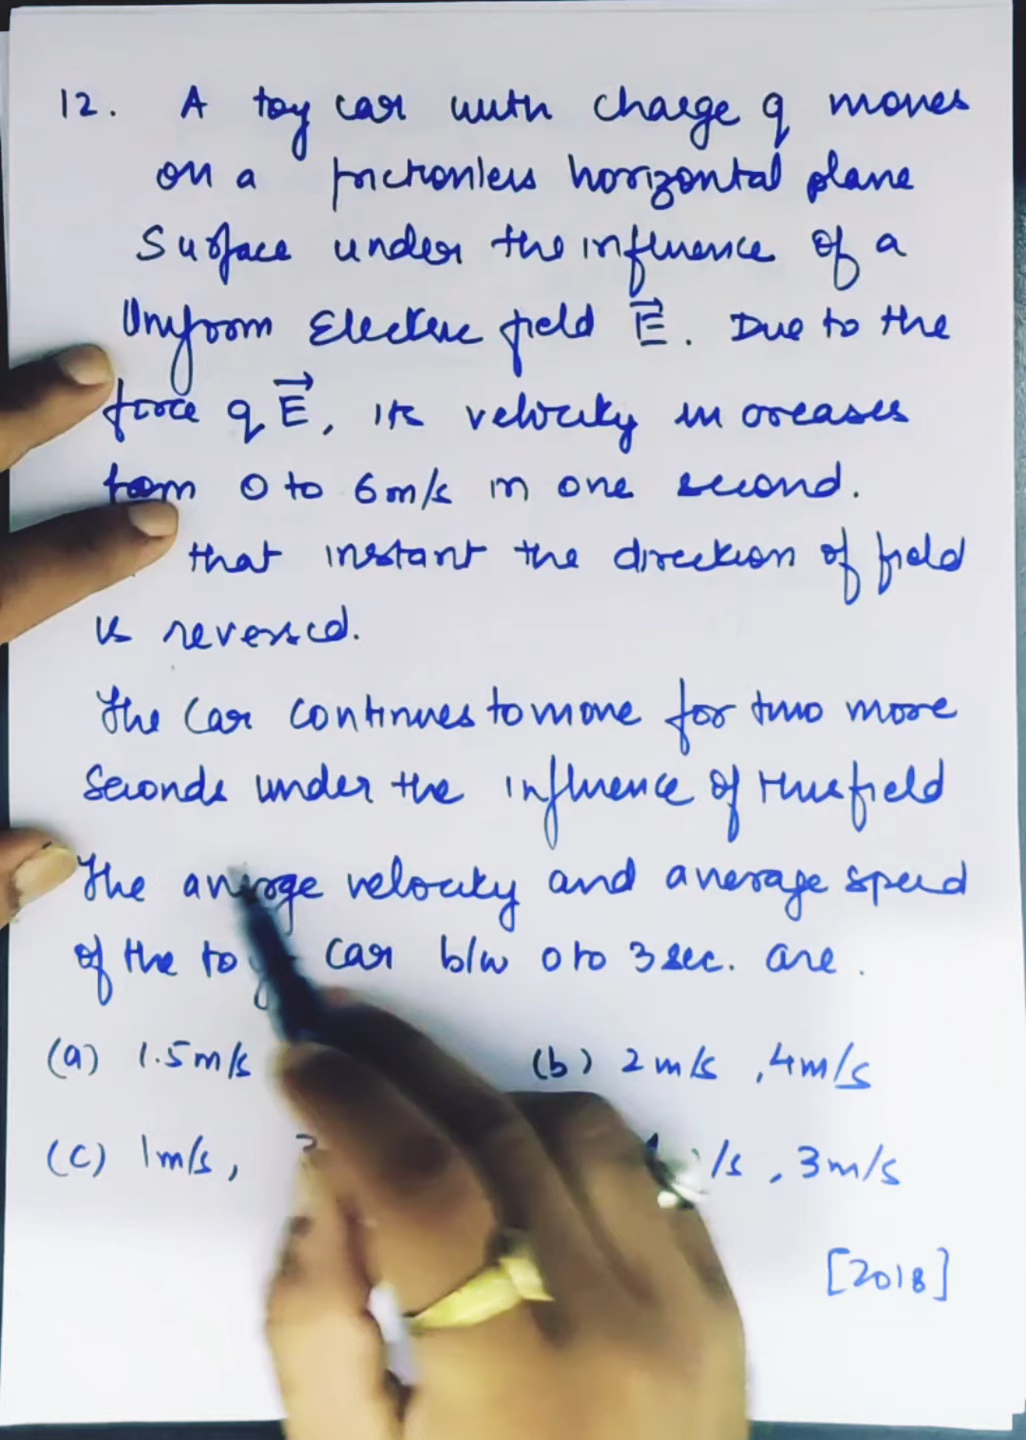 12. A toy car with charge q moves
on a frictionless horizontal plane
Surface under the influence of a
Uniform Electric field E⃗. Due to the
force qE⃗, its velocity increases
from 0 to 6m/s in one second.
that instant the direction of field
is reversed.
The Car continues to move for two more
Seconds under the influence of this field
The average velocity and average speed
of the toy car b/w 0 to 3 sec. are.
(a) 1.5m/s (b) 2m/s, 4m/s
(c) 1m/s, /s, 3m/s
[2018]